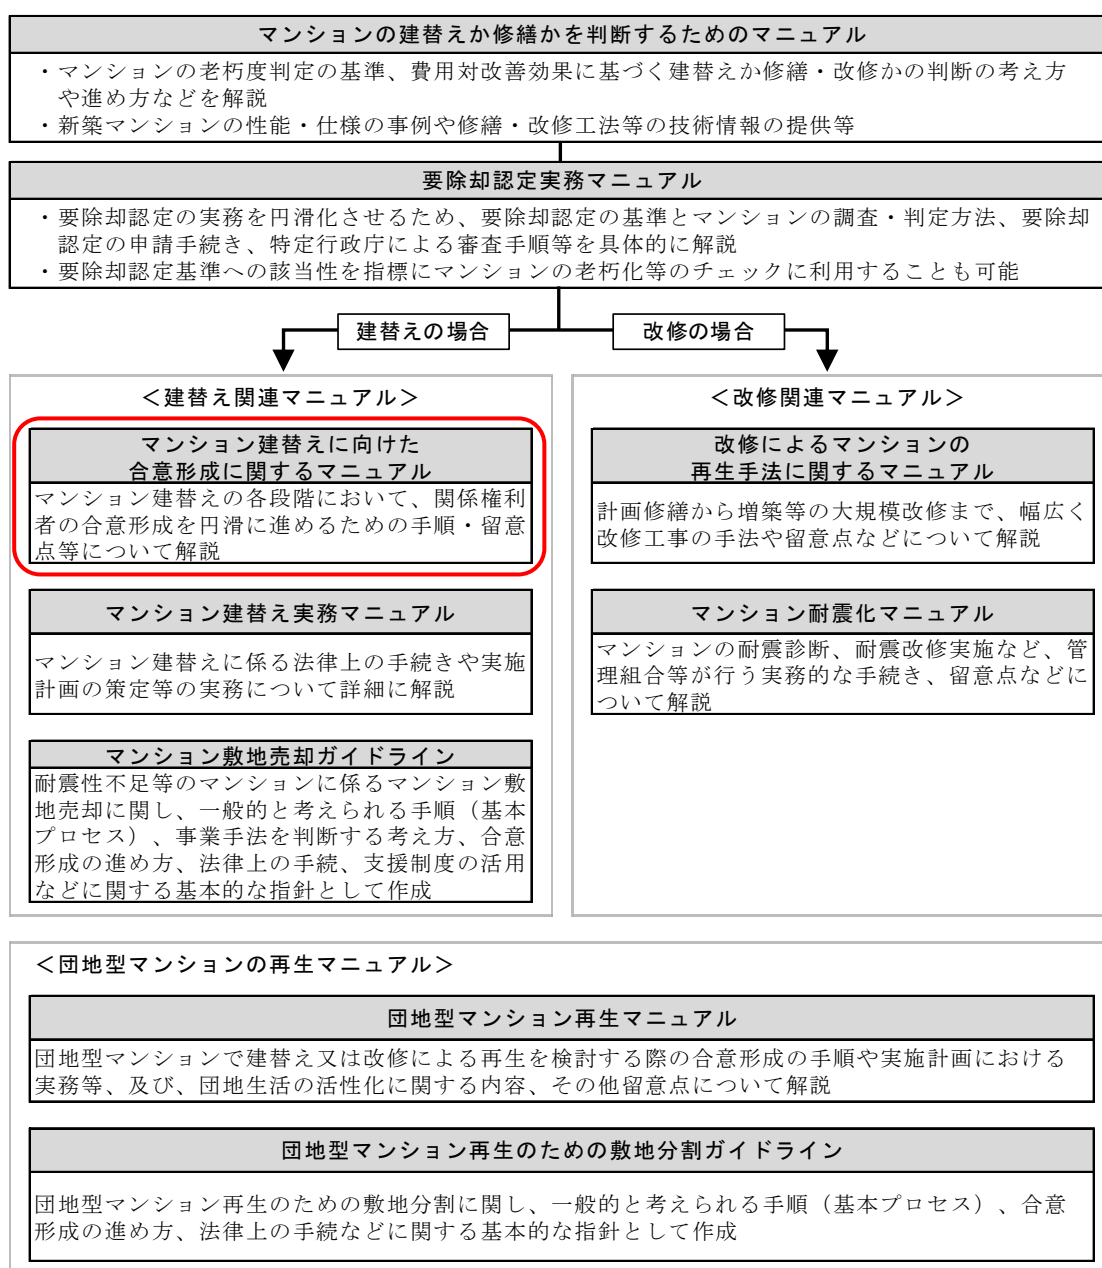 マンションの建替えか修繕かを判断するためのマニュアル
・マンションの老朽度判定の基準、費用対改善効果に基づく建替えか修繕・改修かの判断の考え方
や進め方などを解説
・新築マンションの性能・仕様の事例や修繕・改修工法等の技術情報の提供等
要除却認定実務マニュアル
・要除却認定の実務を円滑化させるため、要除却認定の基準とマンションの調査・判定方法、要除却
認定の申請手続き、特定行政庁による審査手順等を具体的に解説
・要除却認定基準への該当性を指標にマンションの老朽化等のチェックに利用することも可能
建替えの場合
改修の場合
＜建替え関連マニュアル＞
マンション建替えに向けた
合意形成に関するマニュアル
マンション建替えの各段階において、関係権利
者の合意形成を円滑に進めるための手順・留意
点等について解説
マンション建替え実務マニュアル
マンション建替えに係る法律上の手続きや実施
計画の策定等の実務について詳細に解説
マンション敷地売却ガイドライン
耐震性不足等のマンションに係るマンション敷
地売却に関し、一般的と考えられる手順（基本
プロセス）、事業手法を判断する考え方、合意
形成の進め方、法律上の手続、支援制度の活用
などに関する基本的な指針として作成
＜改修関連マニュアル＞
改修によるマンションの
再生手法に関するマニュアル
計画修繕から増築等の大規模改修まで、幅広く
改修工事の手法や留意点などについて解説
マンション耐震化マニュアル
マンションの耐震診断、耐震改修実施など、管
理組合等が行う実務的な手続き、留意点などに
ついて解説
＜団地型マンションの再生マニュアル＞
団地型マンション再生マニュアル
団地型マンションで建替え又は改修による再生を検討する際の合意形成の手順や実施計画における
実務等、及び、団地生活の活性化に関する内容、その他留意点について解説
団地型マンション再生のための敷地分割ガイドライン
団地型マンション再生のための敷地分割に関し、一般的と考えられる手順（基本プロセス）、合意
形成の進め方、法律上の手続などに関する基本的な指針として作成